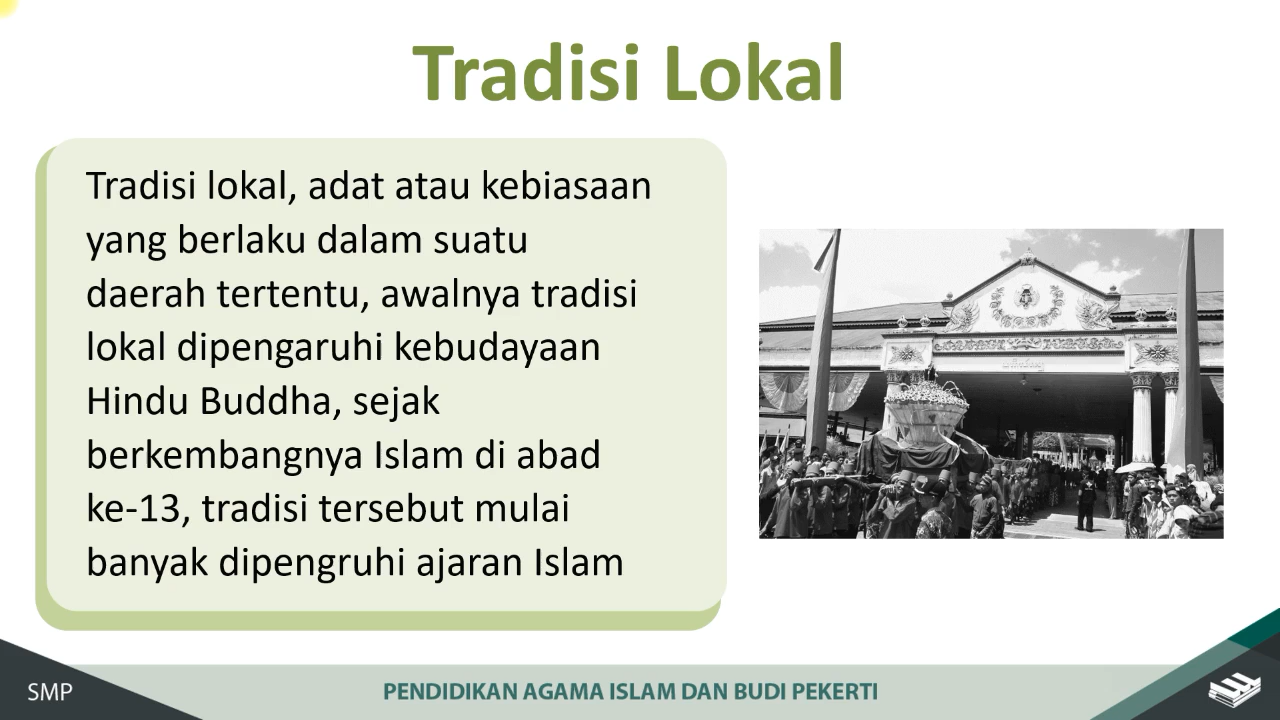 Tradisi Lokal
Tradisi lokal, adat atau kebiasaan
yang berlaku dalam suatu
daerah tertentu, awalnya tradisi
lokal dipengaruhi kebudayaan
Hindu Buddha, sejak
berkembangnya Islam di abad
ke-13, tradisi tersebut mulai
banyak dipengruhi ajaran Islam
SMP
PENDIDIKAN AGAMA ISLAM DAN BUDI PEKERTI